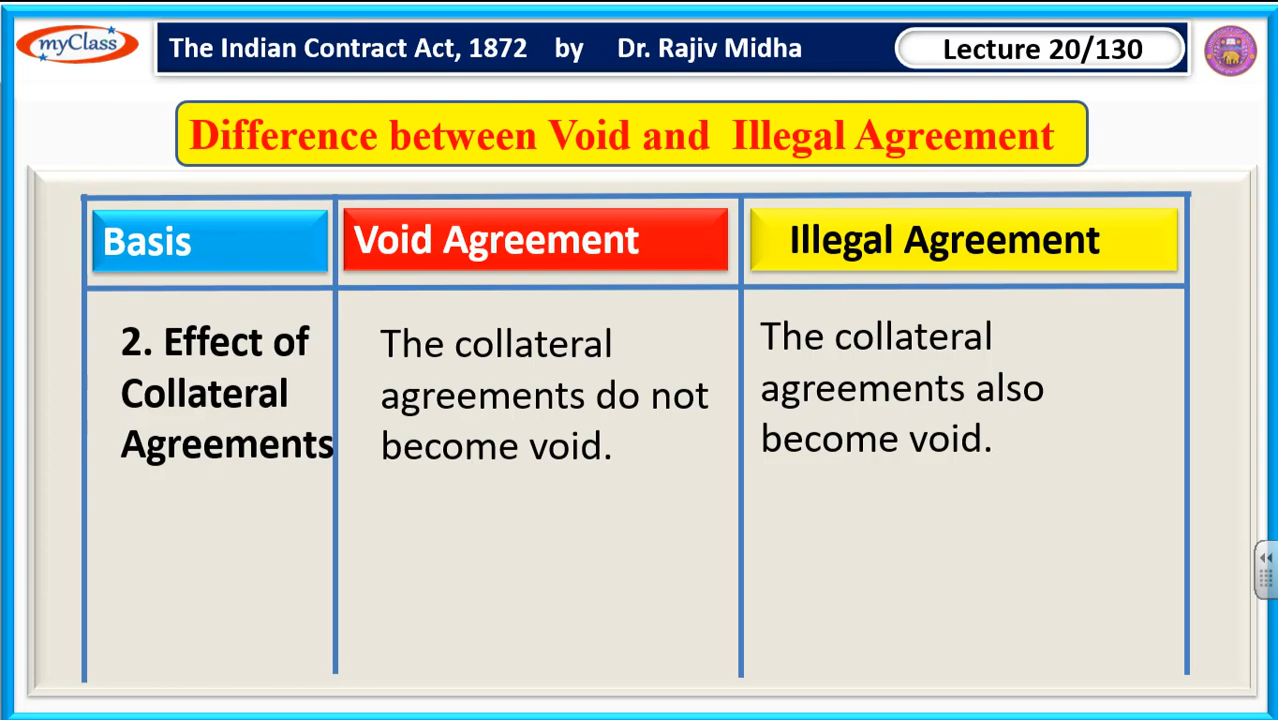 myClass
The Indian Contract Act, 1872 by Dr. Rajiv Midha
Lecture 20/130
Difference between Void and Illegal Agreement
Basis
Void Agreement
Illegal Agreement
2. Effect of
Collateral
Agreements
The collateral
agreements do not
become void.
The collateral
agreements also
become void.